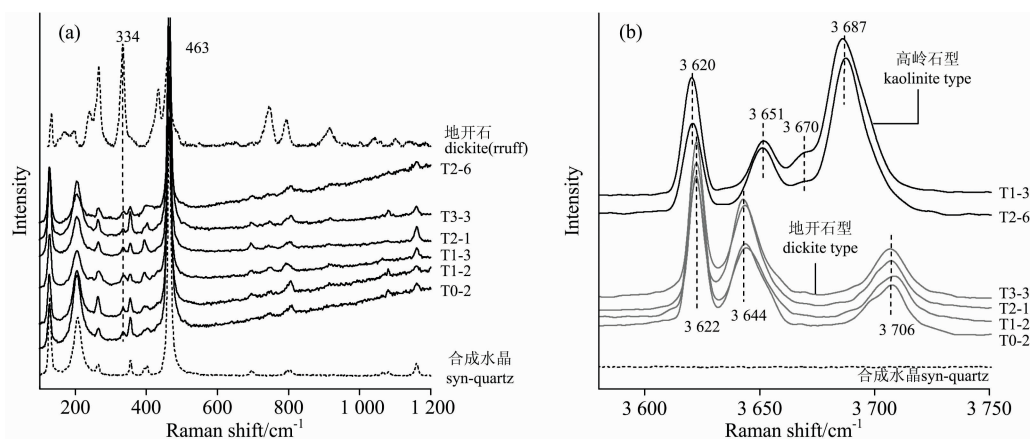 (a)
334
463
地开石
dickite(rruff)
T2-6
T3-3
T2-1
T1-3
T1-2
T0-2
合成水晶
syn-quartz
Intensity
200
400
600
800
1 000
1 200
Raman shift/cm-1
(b)
3 687
高岭石型
kaolinite type
3 620
3 651
3 670
T1-3
T2-6
地开石型
dickite type
T3-3
T2-1
T1-2
T0-2
3 622
3 644
3 706
合成水晶syn-quartz
Intensity
3 600
3 650
3 700
3 750
Raman shift/cm-1